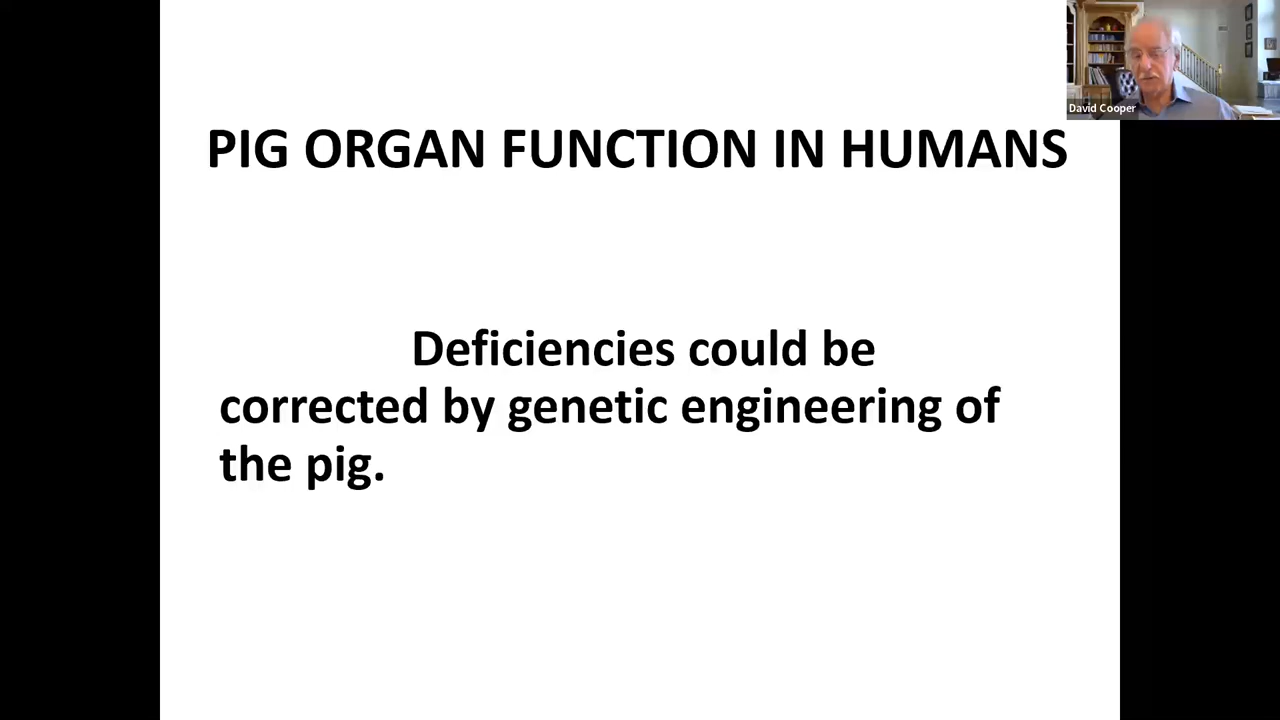 David Cooper
PIG ORGAN FUNCTION IN HUMANS
Deficiencies could be
corrected by genetic engineering of
the pig.